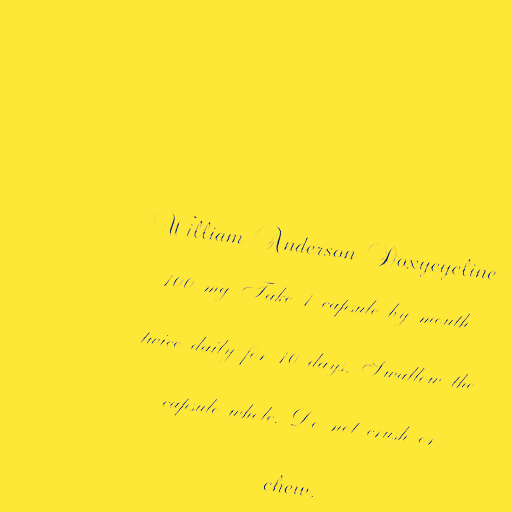 William Anderson Doxycycline
100 mg Take 1 capsule by mouth
twice daily for 10 days. Swallow the
capsule whole. Do not crush or
chew.